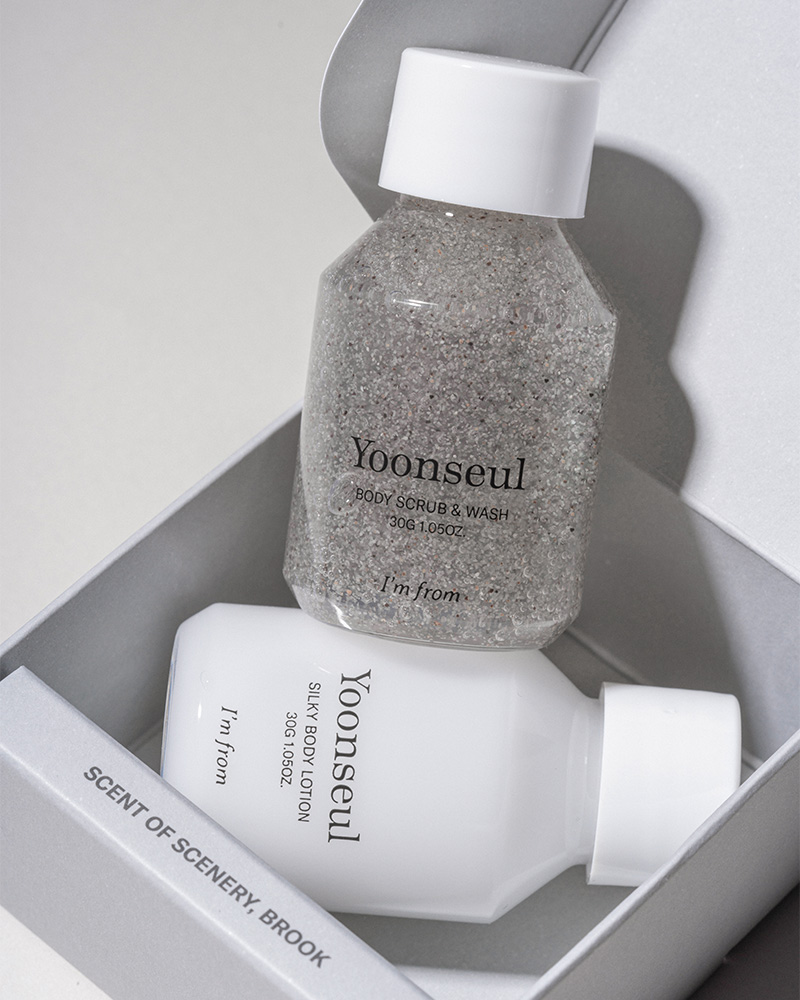 Yoonseul
BODY SCRUB & WASH
30G 1.05OZ.
I'm from
Yoonseul
SILKY BODY LOTION
30G 1.05OZ.
I'm from
SCENT OF SCENERY, BROOK